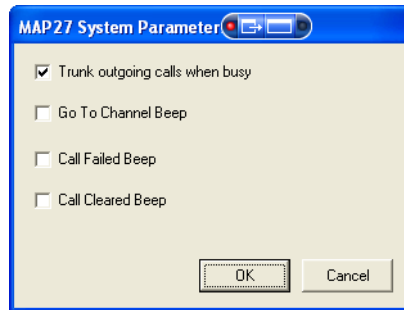 MAP27 System Parameter
Trunk outgoing calls when busy
Go To Channel Beep
Call Failed Beep
Call Cleared Beep
OK
Cancel